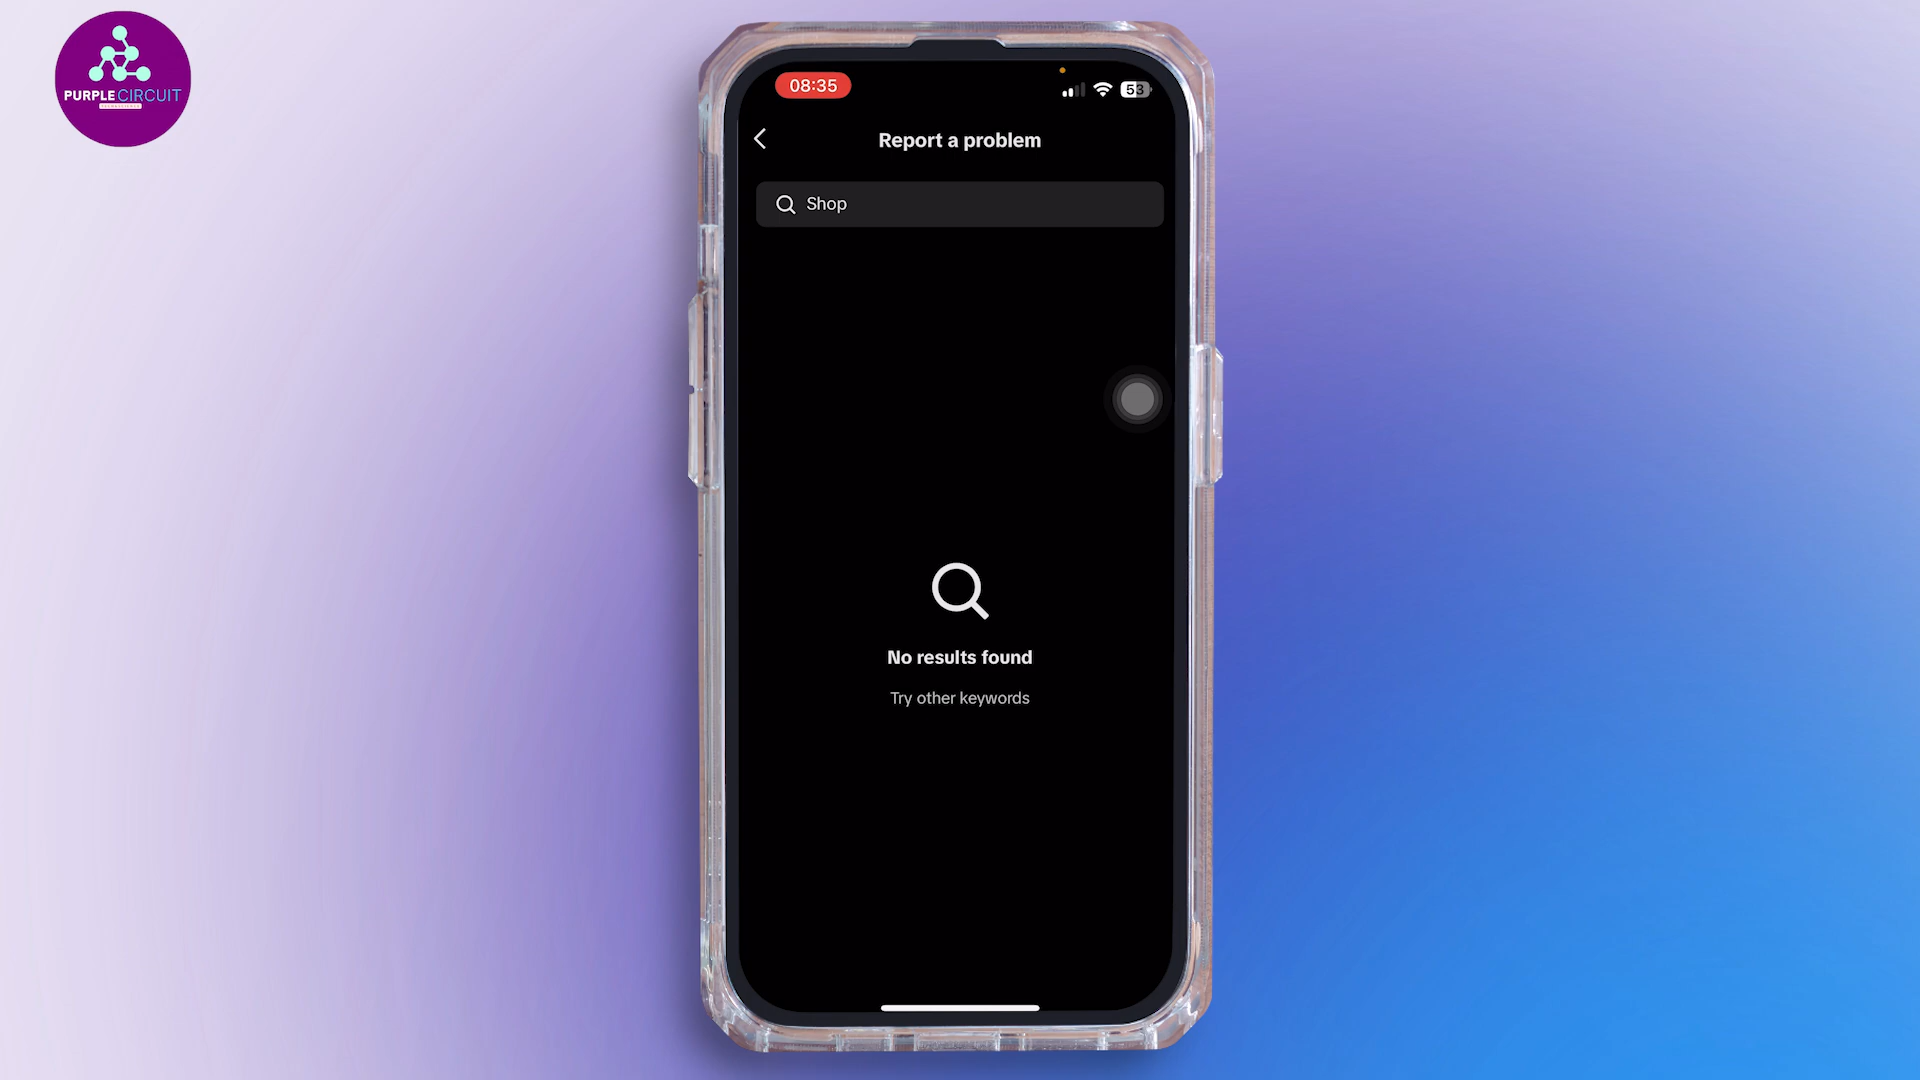 PURPLE CIRCUIT
08:35
53
Report a problem
Shop
No results found
Try other keywords